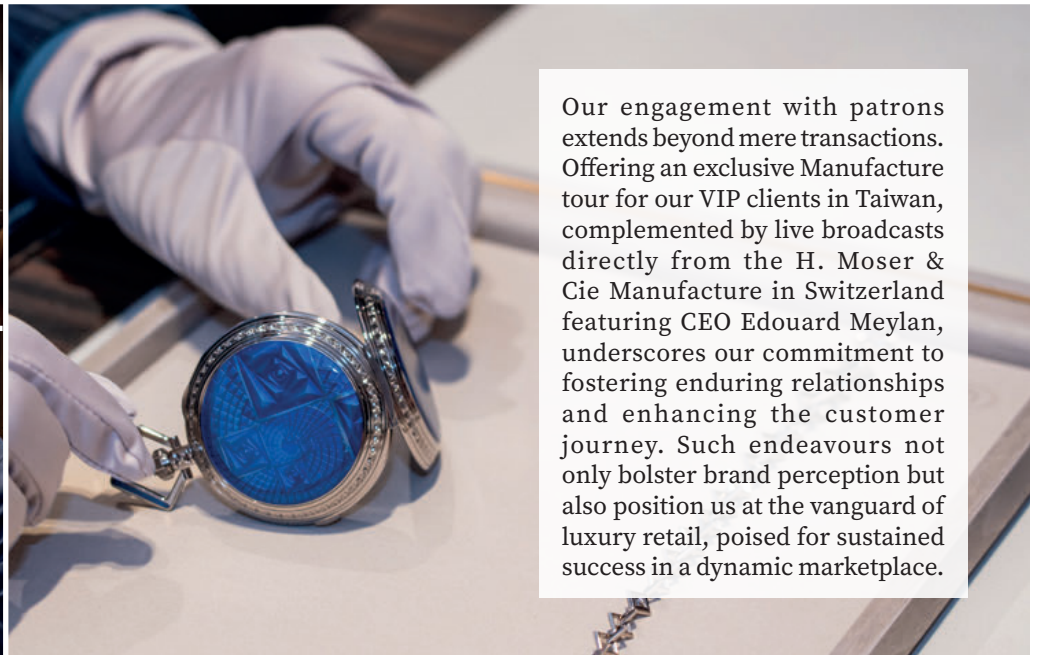 Our engagement with patrons
extends beyond mere transactions.
Offering an exclusive Manufacture
tour for our VIP clients in Taiwan,
complemented by live broadcasts
directly from the H. Moser &
Cie Manufacture in Switzerland
featuring CEO Edouard Meylan,
underscores our commitment to
fostering enduring relationships
and enhancing the customer
journey. Such endeavours not
only bolster brand perception but
also position us at the vanguard of
luxury retail, poised for sustained
success in a dynamic marketplace.